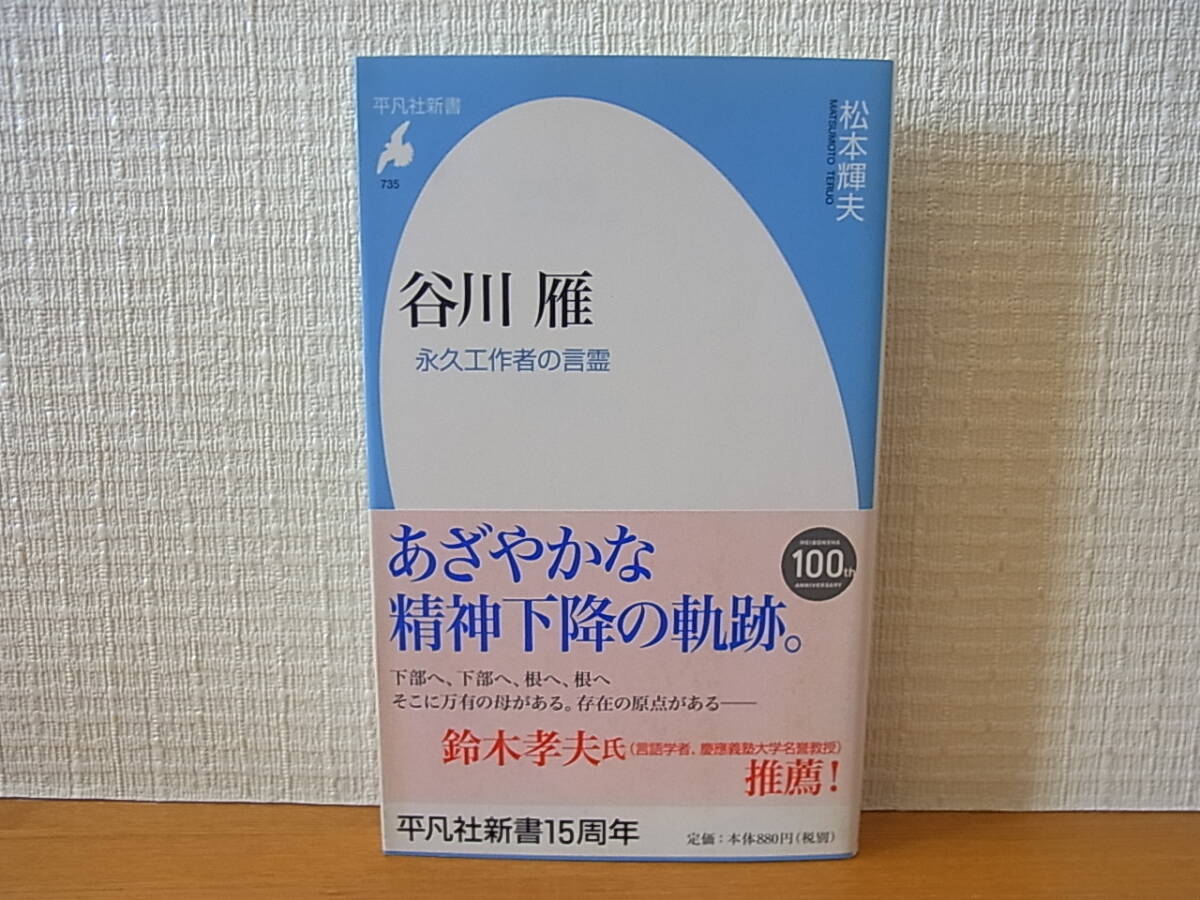 平凡社新書
735
松本輝夫
MATSUMOTO TERUO
谷川 雁
永久工作者の言霊
あざやかな
精神下降の軌跡。
HEIBONSHA
100th
ANNIVERSARY
下部へ、下部へ、根へ、根へ
そこに万有の母がある。存在の原点がある——
鈴木孝夫氏(言語学者、慶應義塾大学名誉教授)
推薦!
平凡社新書15周年
定価:本体880円(税別)